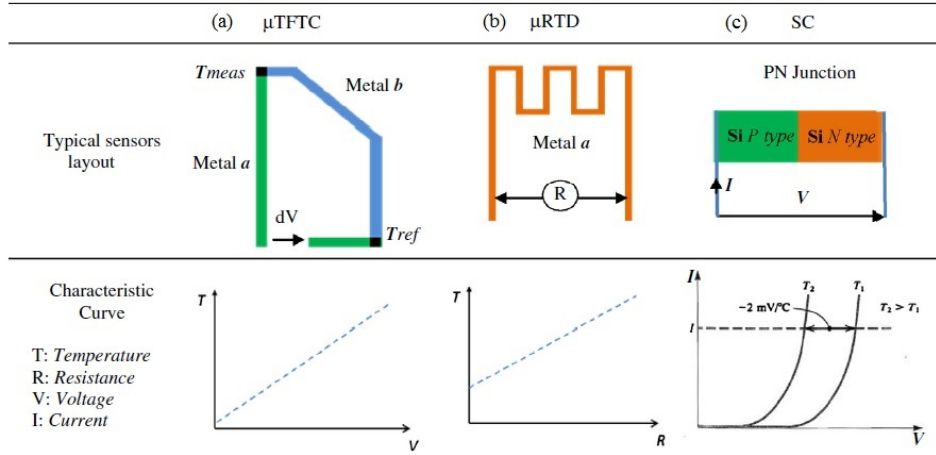 (a) μTFTC
(b) μRTD
(c) SC
Typical sensors
layout
Tmeas
Metal b
Metal a
dV
Tref
Metal a
R
PN Junction
Si P type
Si N type
I
V
Characteristic
Curve
T: Temperature
R: Resistance
V: Voltage
I: Current
T
V
T
R
I
T2
T1
~2 mV/°C
T2 > T1
I
V